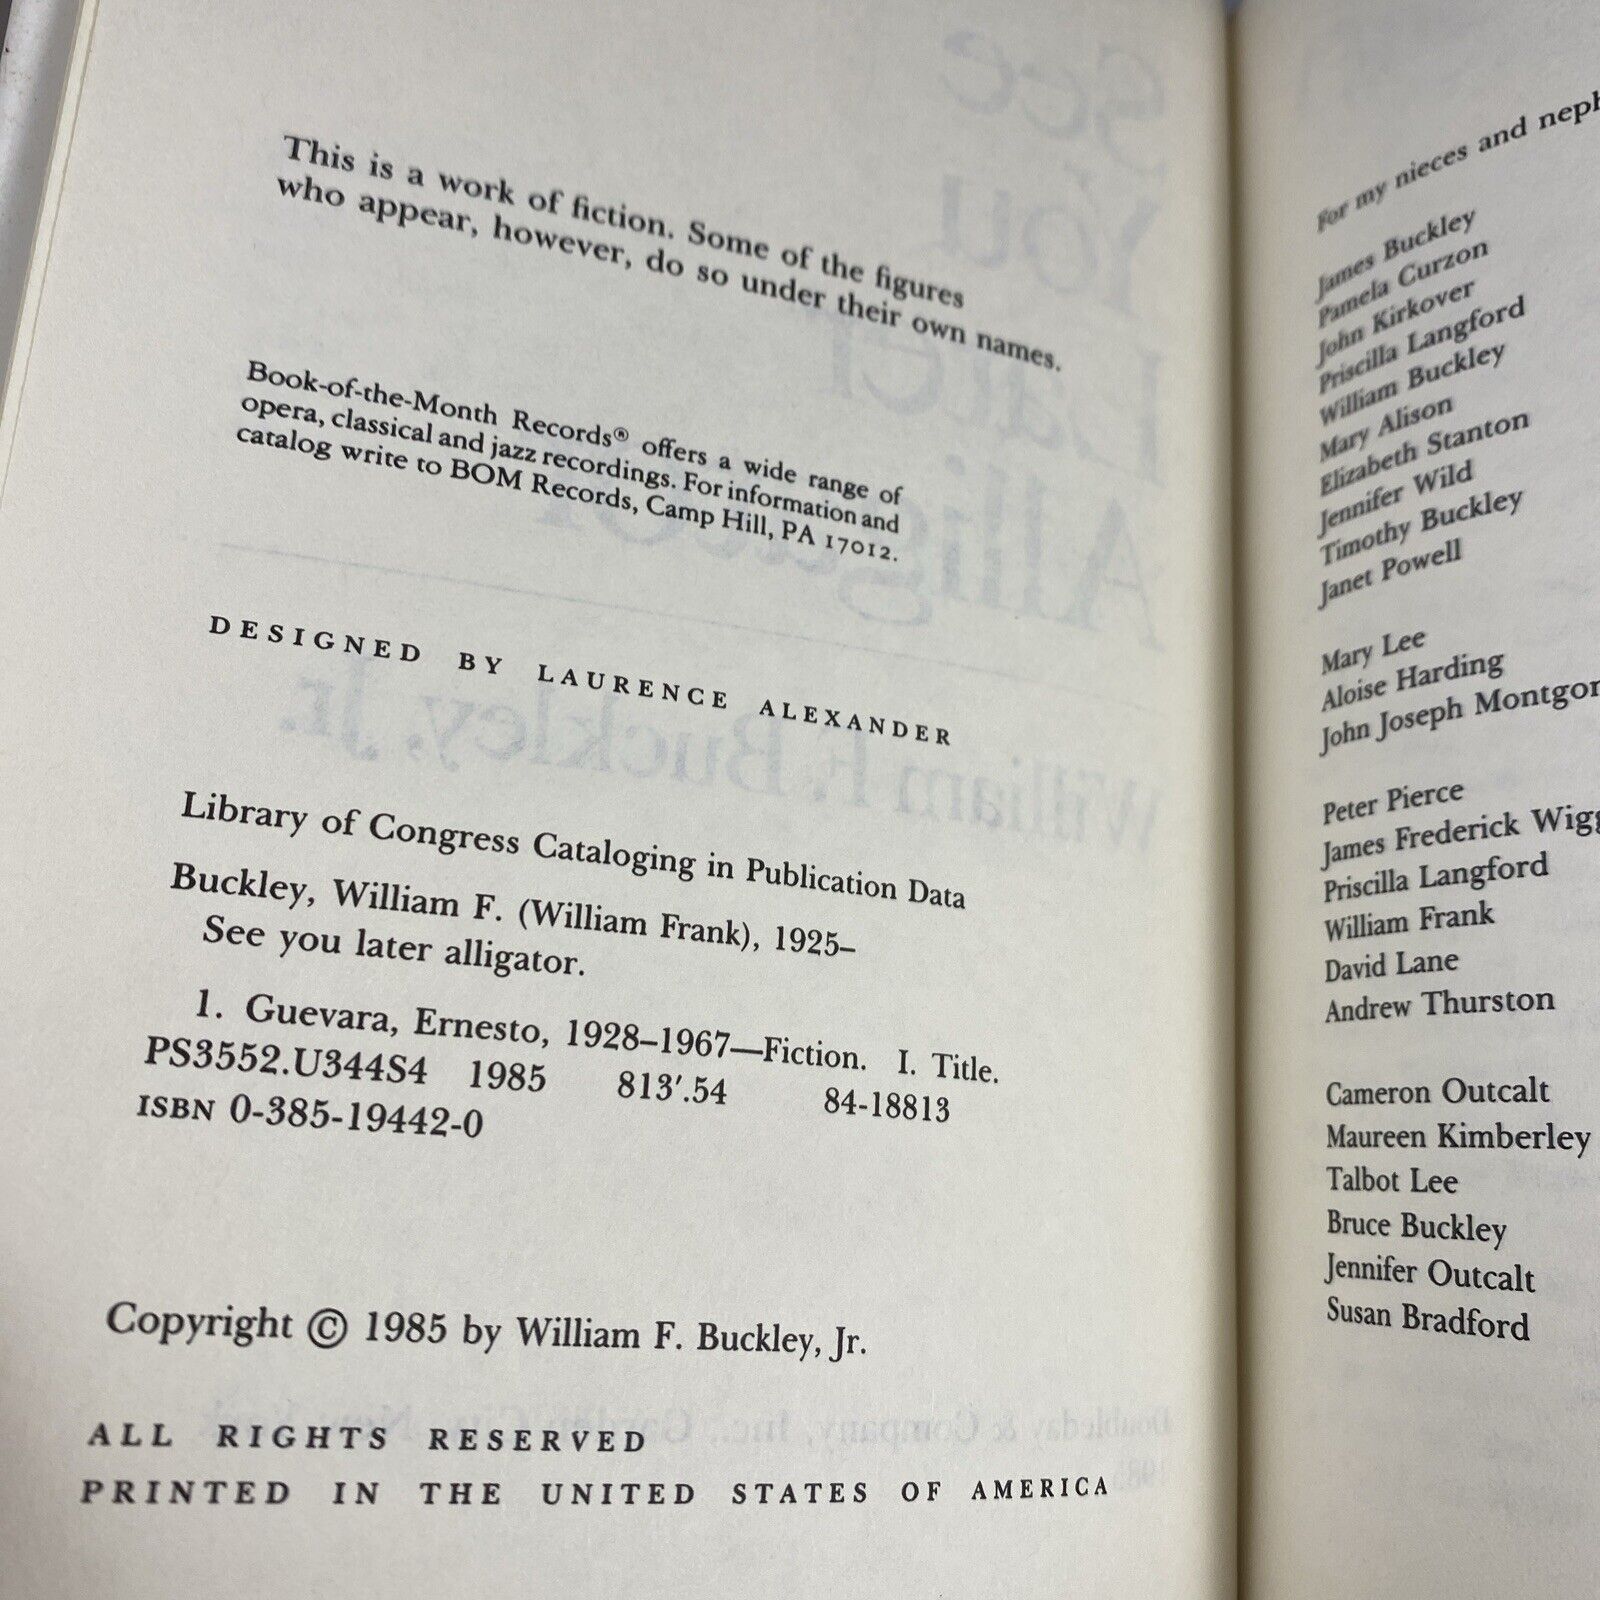 This is a work of fiction. Some of the figures
who appear, however, do so under their own names.
Book-of-the-Month Records® offers a wide range of
opera, classical and jazz recordings. For information and
catalog write to BOM Records, Camp Hill, PA 17012.
DESIGNED BY LAURENCE ALEXANDER
Library of Congress Cataloging in Publication Data
Buckley, William F. (William Frank), 1925–
See you later alligator.
1. Guevara, Ernesto, 1928–1967—Fiction. I. Title.
PS3552.U344S4 1985 813′.54 84-18813
ISBN 0-385-19442-0
Copyright © 1985 by William F. Buckley, Jr.
ALL RIGHTS RESERVED
PRINTED IN THE UNITED STATES OF AMERICA
For my nieces and
James Buckley
Pamela Curzon
John Kirkover
Priscilla Langford
William Buckley
Mary Alison
Elizabeth Stanton
Jennifer Wild
Timothy Buckley
Janet Powell
Mary Lee
Aloise Harding
John Joseph
Peter Pierce
James Frederick
Priscilla Langford
William Frank
David Lane
Andrew Thurston
Cameron Outcalt
Maureen Kimberley
Talbot Lee
Bruce Buckley
Jennifer Outcalt
Susan Bradford